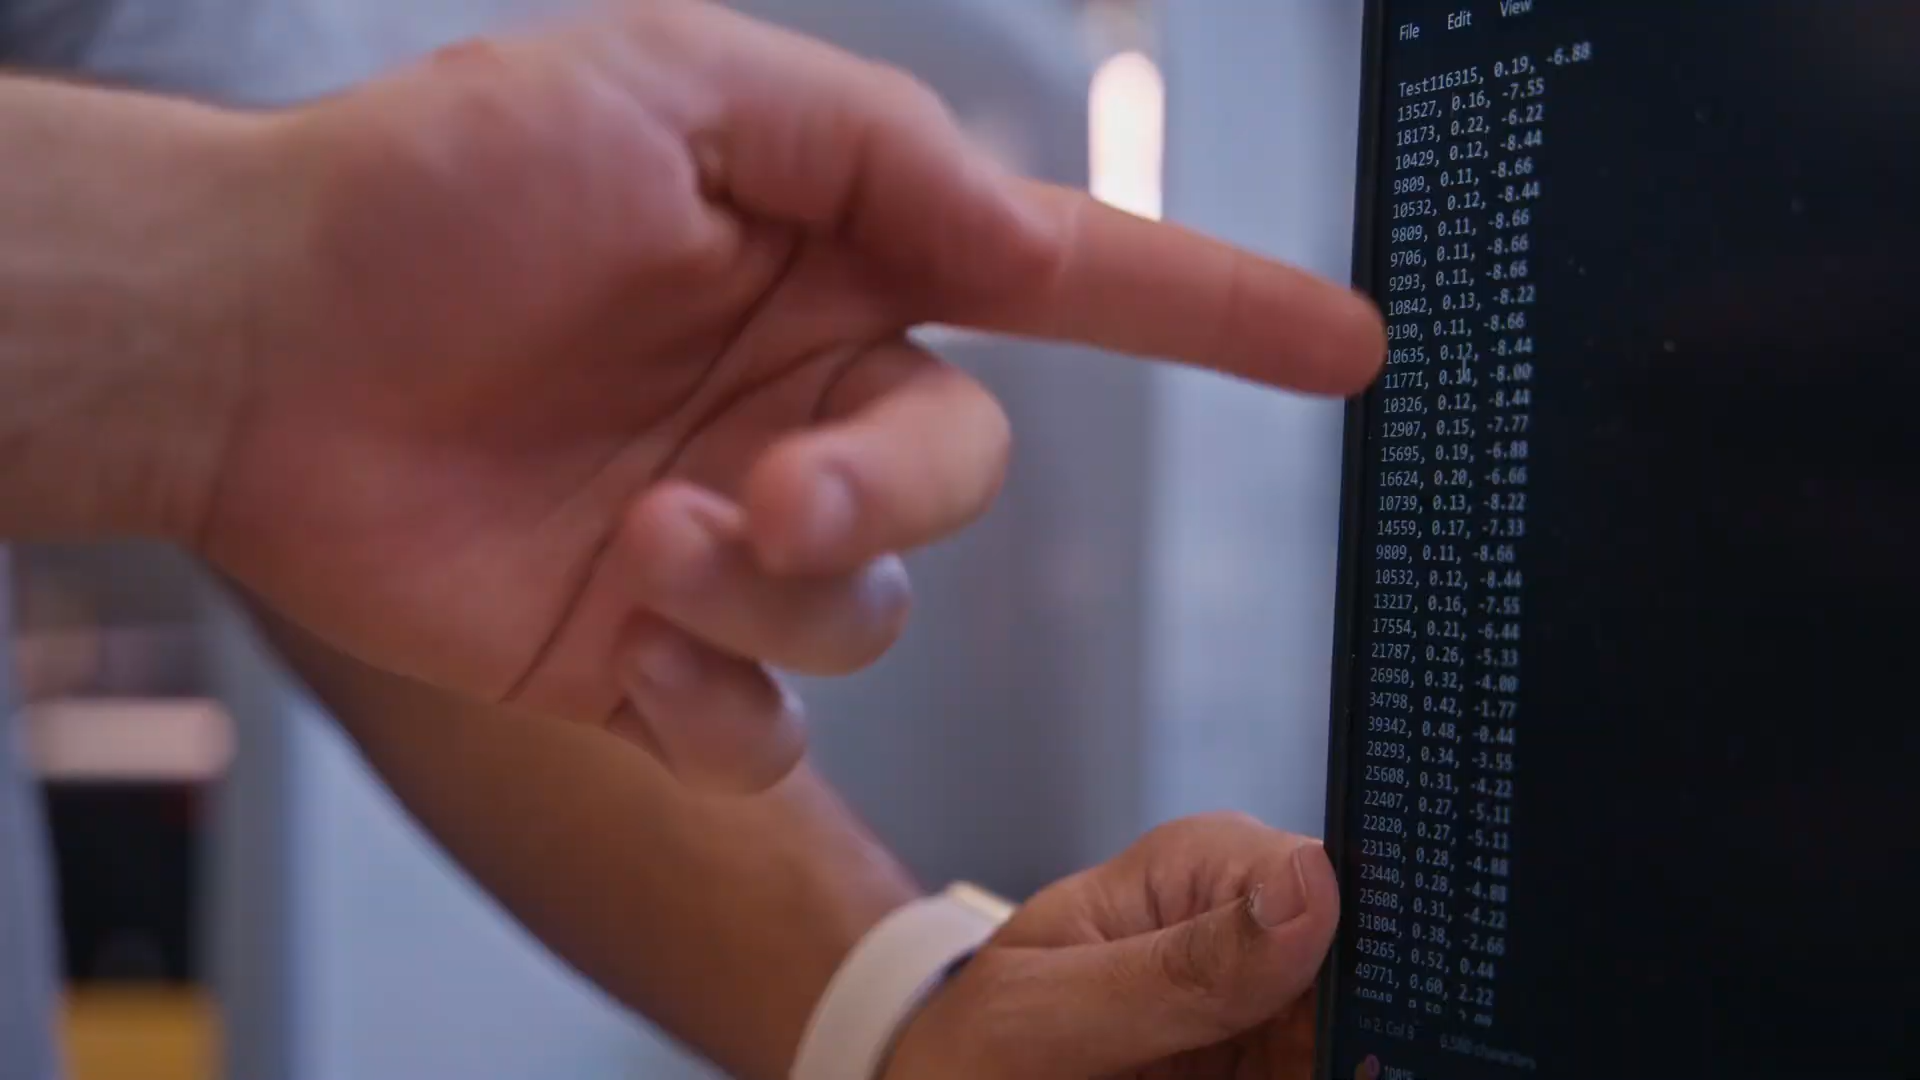 File Edit View
Test116315, 0.19, -6.88
13527, 0.16, -7.55
18173, 0.22, -6.22
10429, 0.12, -8.44
9809, 0.11, -8.66
10532, 0.12, -8.44
9809, 0.11, -8.66
9706, 0.11, -8.66
9293, 0.11, -8.66
10842, 0.13, -8.22
9190, 0.11, -8.66
10635, 0.12, -8.44
11771, 0.14, -8.00
10326, 0.12, -8.44
12907, 0.15, -7.77
15695, 0.19, -6.88
16624, 0.20, -6.66
10739, 0.13, -8.22
14559, 0.17, -7.33
9809, 0.11, -8.66
10532, 0.12, -8.44
13217, 0.16, -7.55
17554, 0.21, -6.44
21787, 0.26, -5.33
26950, 0.32, -4.00
34798, 0.42, -1.77
39342, 0.48, -0.44
28293, 0.34, -3.55
25608, 0.31, -4.22
22407, 0.27, -5.11
22820, 0.27, -5.11
23130, 0.28, -4.88
23440, 0.28, -4.88
25608, 0.31, -4.22
31804, 0.38, -2.66
43265, 0.52, 0.44
49771, 0.60, 2.22
Ln 2, Col 9 characters